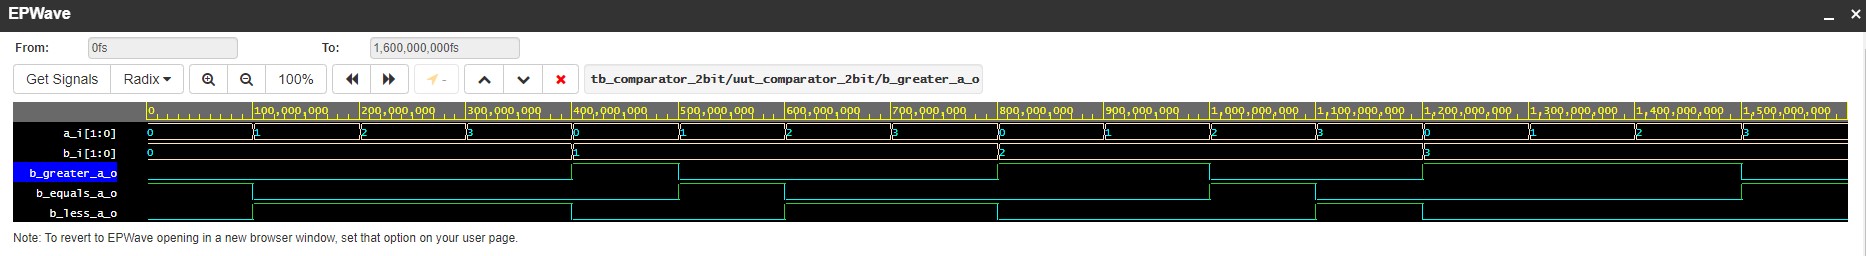 EPWave
From: 0fs To: 1,600,000,000fs
Get Signals Radix 100% - tb_comparator_2bit/uut_comparator_2bit/b_greater_a_o
0 100,000,000 200,000,000 300,000,000 400,000,000 500,000,000 600,000,000 700,000,000 800,000,000 900,000,000 1,000,000,000 1,100,000,000 1,200,000,000 1,300,000,000 1,400,000,000 1,500,000,000
a_i[1:0] 0 1 2 3 0 1 2 3 0 1 2 3 0 1 2 3
b_i[1:0] 0 1 2 3
b_greater_a_o
b_equals_a_o
b_less_a_o
Note: To revert to EPWave opening in a new browser window, set that option on your user page.